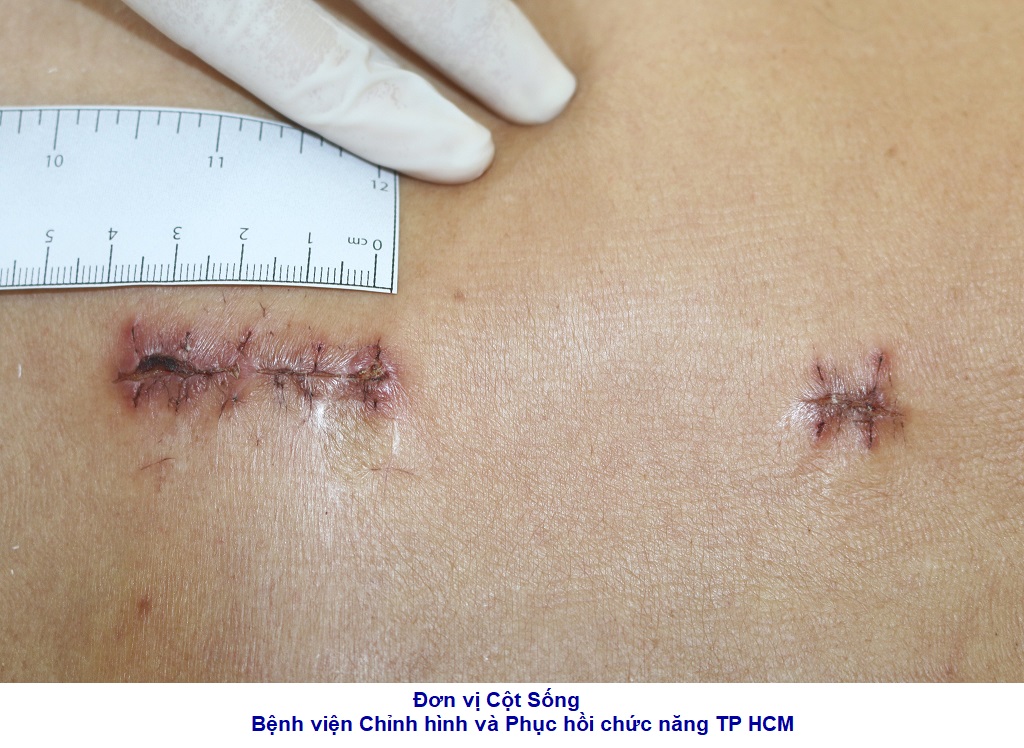 10 11 12
5 4 3 2 1 0 cm
Đơn vị Cột Sống
Bệnh viện Chỉnh hình và Phục hồi chức năng TP HCM